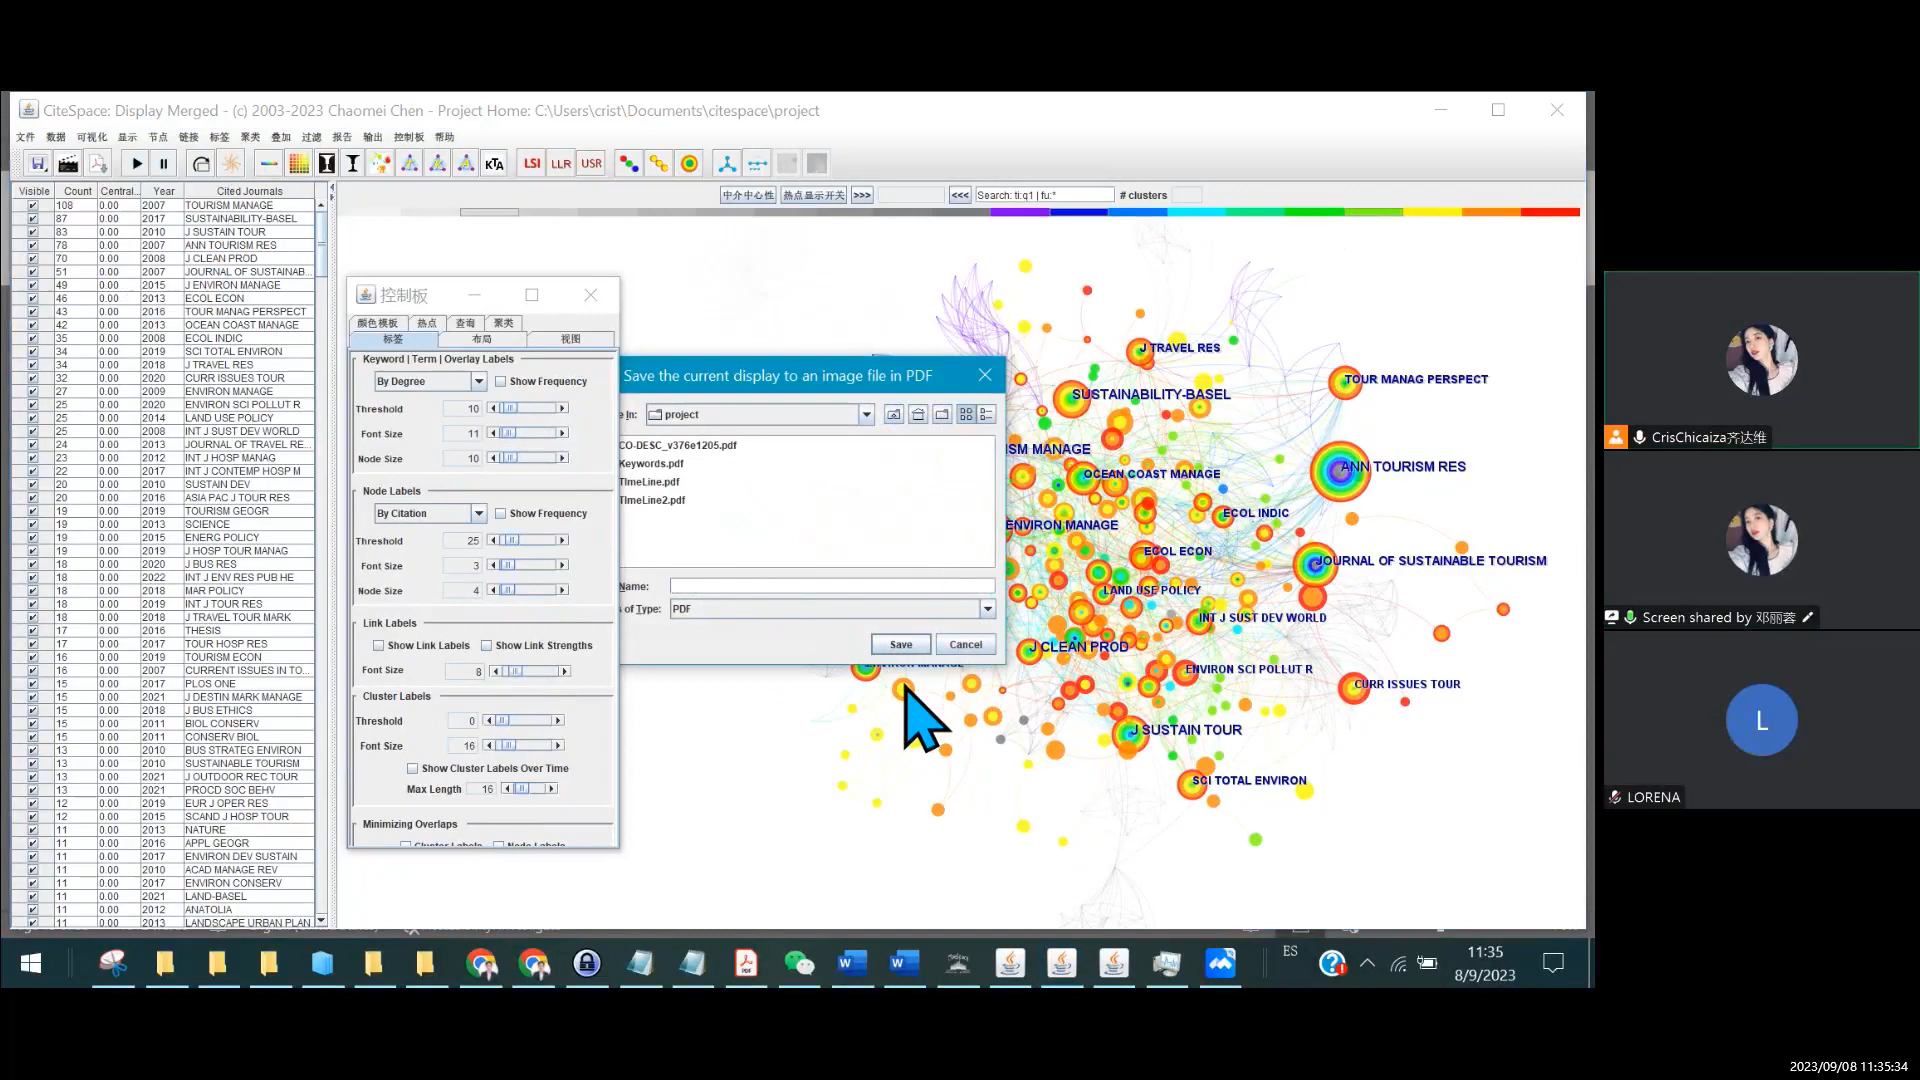 CiteSpace: Display Merged - (c) 2003-2023 Chaomei Chen - Project Home: C:\Users\crist\Documents\citespace\project
文件 数据 可视化 显示 节点 链接 标签 聚类 叠加 过滤 报告 输出 控制板 帮助
KTA LSI LLR USR
中介中心性 热点显示开关 >>> <<< Search: ti:q1 | fu:* # clusters
Visible Count Central... Year Cited Journals
108 0.00 2007 TOURISM MANAGE
87 0.00 2017 SUSTAINABILITY-BASEL
83 0.00 2010 J SUSTAIN TOUR
78 0.00 2007 ANN TOURISM RES
70 0.00 2008 J CLEAN PROD
51 0.00 2007 JOURNAL OF SUSTAINAB...
49 0.00 2015 J ENVIRON MANAGE
46 0.00 2013 ECOL ECON
43 0.00 2016 TOUR MANAG PERSPECT
42 0.00 2013 OCEAN COAST MANAGE
35 0.00 2008 ECOL INDIC
34 0.00 2019 SCI TOTAL ENVIRON
34 0.00 2018 J TRAVEL RES
32 0.00 2020 CURR ISSUES TOUR
27 0.00 2009 ENVIRON MANAGE
25 0.00 2020 ENVIRON SCI POLLUT R
25 0.00 2014 LAND USE POLICY
25 0.00 2008 INT J SUST DEV WORLD
24 0.00 2013 JOURNAL OF TRAVEL RE...
23 0.00 2012 INT J HOSP MANAG
22 0.00 2017 INT J CONTEMP HOSP M
20 0.00 2010 SUSTAIN DEV
20 0.00 2016 ASIA PAC J TOUR RES
19 0.00 2019 TOURISM GEOGR
19 0.00 2013 SCIENCE
19 0.00 2015 ENERG POLICY
19 0.00 2019 J HOSP TOUR MANAG
18 0.00 2020 J BUS RES
18 0.00 2022 INT J ENV RES PUB HE
18 0.00 2018 MAR POLICY
18 0.00 2019 INT J TOUR RES
18 0.00 2018 J TRAVEL TOUR MARK
17 0.00 2016 THESIS
17 0.00 2017 TOUR HOSP RES
16 0.00 2019 TOURISM ECON
16 0.00 2007 CURRENT ISSUES IN TO...
15 0.00 2017 PLOS ONE
15 0.00 2021 J DESTIN MARK MANAGE
15 0.00 2018 J BUS ETHICS
15 0.00 2011 BIOL CONSERV
15 0.00 2011 CONSERV BIOL
13 0.00 2010 BUS STRATEG ENVIRON
13 0.00 2010 SUSTAINABLE TOURISM
13 0.00 2021 J OUTDOOR REC TOUR
13 0.00 2021 PROCD SOC BEHV
12 0.00 2019 EUR J OPER RES
12 0.00 2015 SCAND J HOSP TOUR
11 0.00 2013 NATURE
11 0.00 2016 APPL GEOGR
11 0.00 2017 ENVIRON DEV SUSTAIN
11 0.00 2010 ACAD MANAGE REV
11 0.00 2017 ENVIRON CONSERV
11 0.00 2021 LAND-BASEL
11 0.00 2012 ANATOLIA
11 0.00 2013 LANDSCAPE URBAN PLAN
控制板
颜色模板 热点 查询 聚类
标签 布局 视图
Keyword | Term | Overlay Labels
By Degree Show Frequency
Threshold 10
Font Size 11
Node Size 10
Node Labels
By Citation Show Frequency
Threshold 25
Font Size 3
Node Size 4
Link Labels
Show Link Labels Show Link Strengths
Font Size 8
Cluster Labels
Threshold 0
Font Size 16
Show Cluster Labels Over Time
Max Length 16
Minimizing Overlaps
Cluster Labels Node Labels
Save the current display to an image file in PDF
e In: project
CO-DESC_v376e1205.pdf
Keywords.pdf
TImeLine.pdf
TImeLine2.pdf
Name:
s of Type: PDF
Save Cancel
J TRAVEL RES
TOUR MANAG PERSPECT
SUSTAINABILITY-BASEL
ISM MANAGE
ANN TOURISM RES
OCEAN COAST MANAGE
ECOL INDIC
ENVIRON MANAGE
ECOL ECON
JOURNAL OF SUSTAINABLE TOURISM
LAND USE POLICY
INT J SUST DEV WORLD
J CLEAN PROD
ENVIRON MANAGE
ENVIRON SCI POLLUT R
CURR ISSUES TOUR
J SUSTAIN TOUR
SCI TOTAL ENVIRON
ES
11:35
8/9/2023
CrisChicaiza齐达维
Screen shared by 邓丽蓉
L
LORENA
2023/09/08 11:35:34